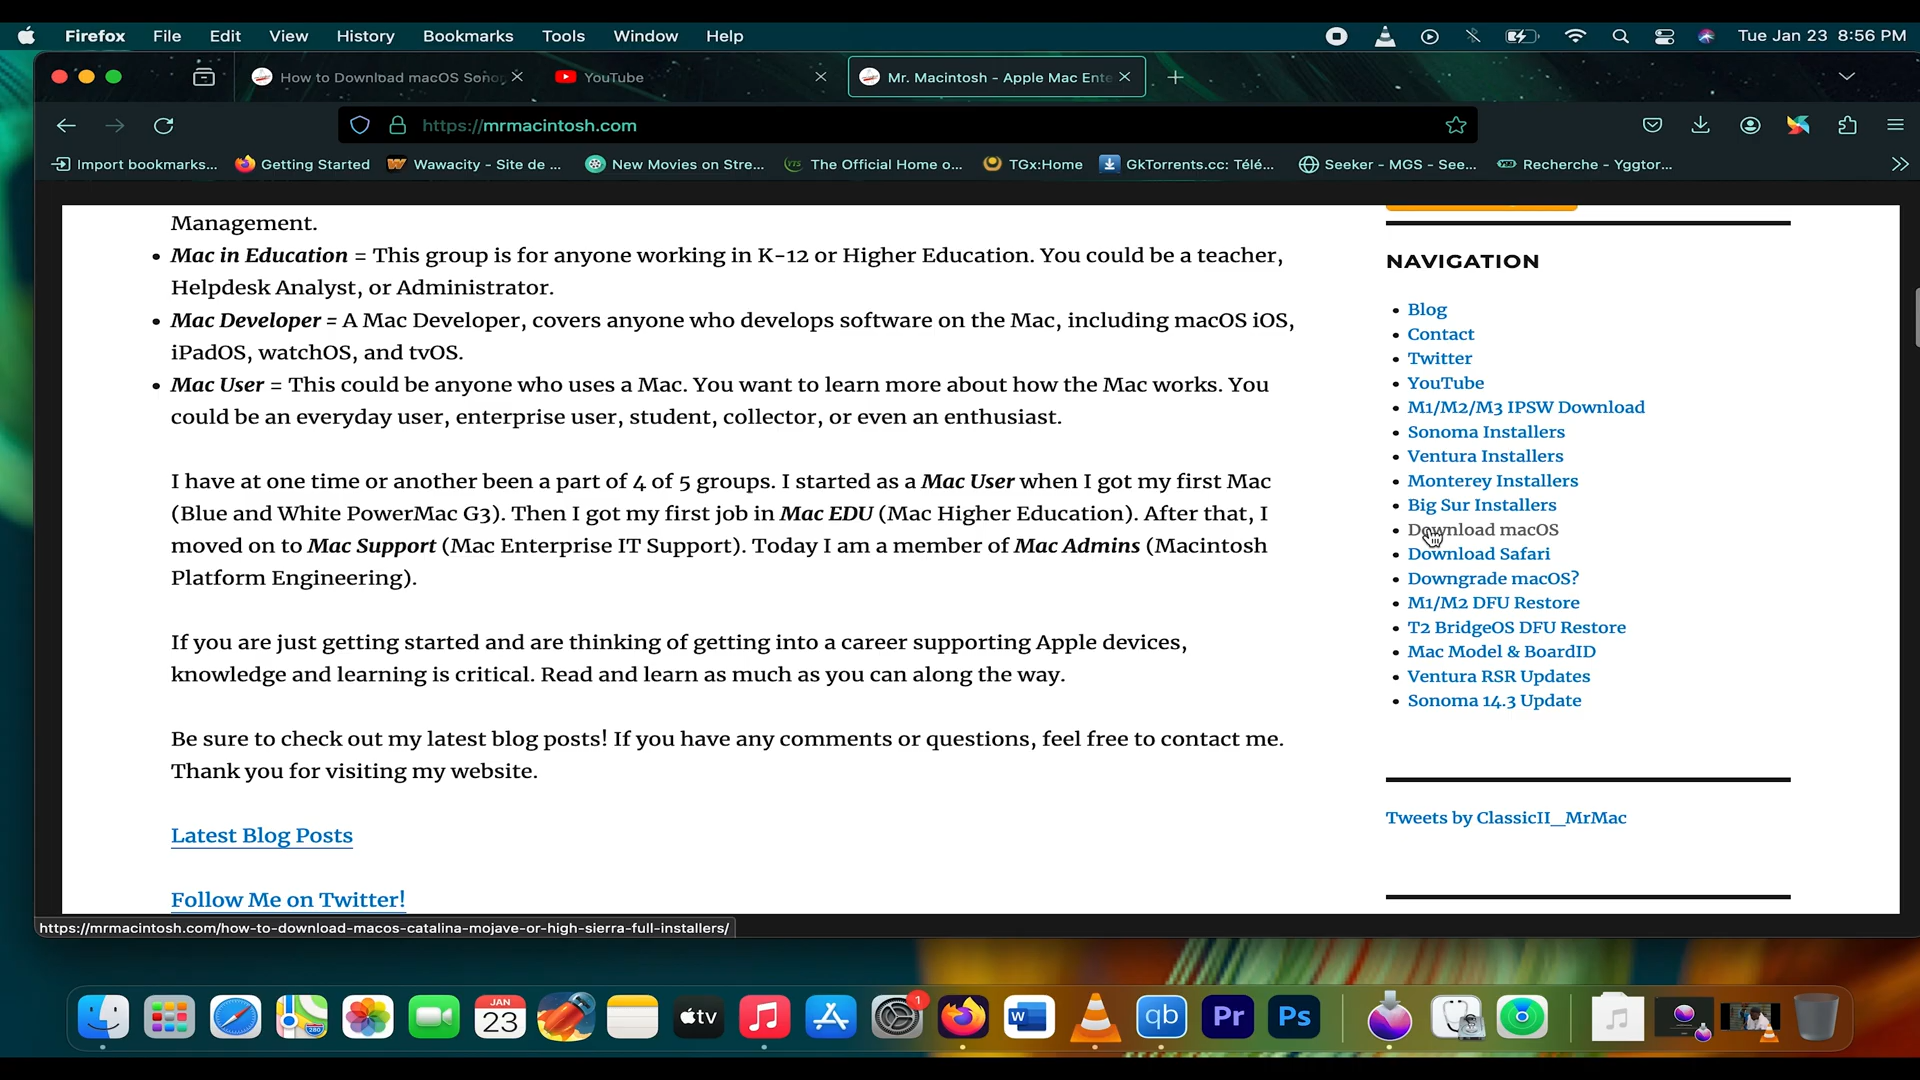 Firefox File Edit View History Bookmarks Tools Window Help Tue Jan 23 8:56 PM
How to Download macOS Sono YouTube Mr. Macintosh - Apple Mac Ente
https://mrmacintosh.com
Import bookmarks... Getting Started Wawacity - Site de ... New Movies on Stre... The Official Home o... TGx:Home GkTorrents.cc: Télé... Seeker - MGS - See... Recherche - Yggtor...
Management.
• Mac in Education = This group is for anyone working in K-12 or Higher Education. You could be a teacher,
Helpdesk Analyst, or Administrator.
• Mac Developer = A Mac Developer, covers anyone who develops software on the Mac, including macOS iOS,
iPadOS, watchOS, and tvOS.
• Mac User = This could be anyone who uses a Mac. You want to learn more about how the Mac works. You
could be an everyday user, enterprise user, student, collector, or even an enthusiast.
I have at one time or another been a part of 4 of 5 groups. I started as a Mac User when I got my first Mac
(Blue and White PowerMac G3). Then I got my first job in Mac EDU (Mac Higher Education). After that, I
moved on to Mac Support (Mac Enterprise IT Support). Today I am a member of Mac Admins (Macintosh
Platform Engineering).
If you are just getting started and are thinking of getting into a career supporting Apple devices,
knowledge and learning is critical. Read and learn as much as you can along the way.
Be sure to check out my latest blog posts! If you have any comments or questions, feel free to contact me.
Thank you for visiting my website.
Latest Blog Posts
Follow Me on Twitter!
NAVIGATION
• Blog
• Contact
• Twitter
• YouTube
• M1/M2/M3 IPSW Download
• Sonoma Installers
• Ventura Installers
• Monterey Installers
• Big Sur Installers
• Download macOS
• Download Safari
• Downgrade macOS?
• M1/M2 DFU Restore
• T2 BridgeOS DFU Restore
• Mac Model & BoardID
• Ventura RSR Updates
• Sonoma 14.3 Update
Tweets by ClassicII_MrMac
https://mrmacintosh.com/how-to-download-macos-catalina-mojave-or-high-sierra-full-installers/
280 JAN 23 tv 1 W qb Pr Ps